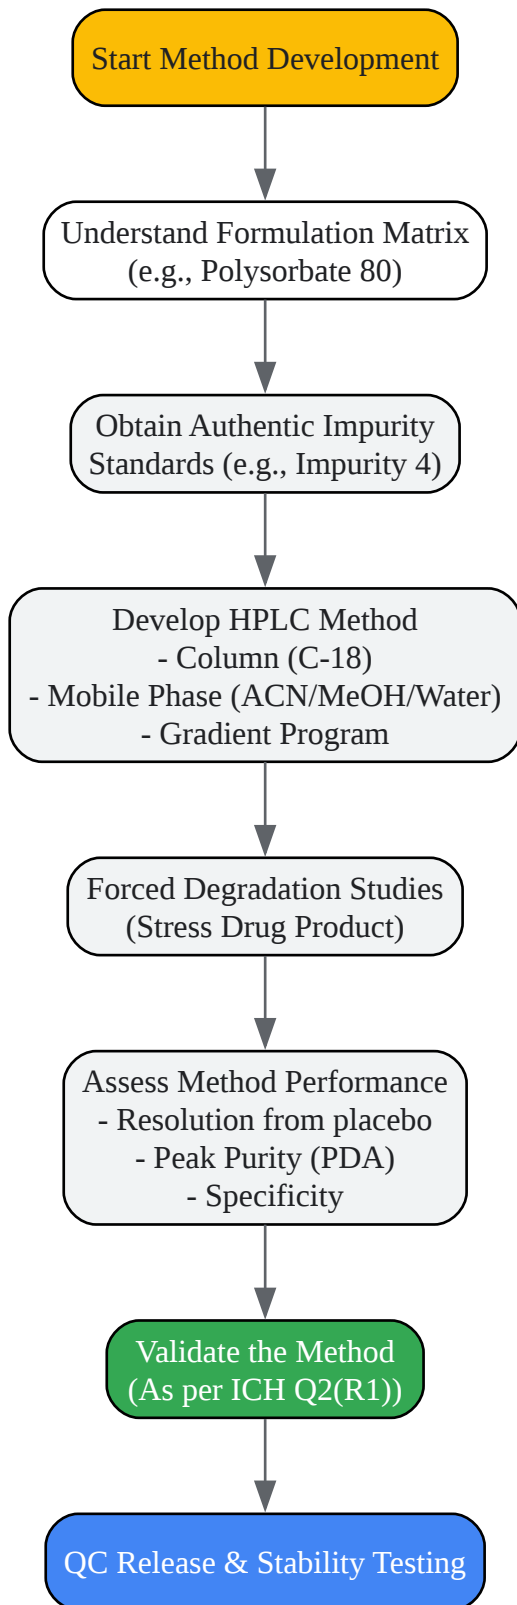 Start Method Development
Understand Formulation Matrix
(e.g., Polysorbate 80)
Obtain Authentic Impurity
Standards (e.g., Impurity 4)
Develop HPLC Method
- Column (C-18)
- Mobile Phase (ACN/MeOH/Water)
- Gradient Program
Forced Degradation Studies
(Stress Drug Product)
Assess Method Performance
- Resolution from placebo
- Peak Purity (PDA)
- Specificity
Validate the Method
(As per ICH Q2(R1))
QC Release & Stability Testing